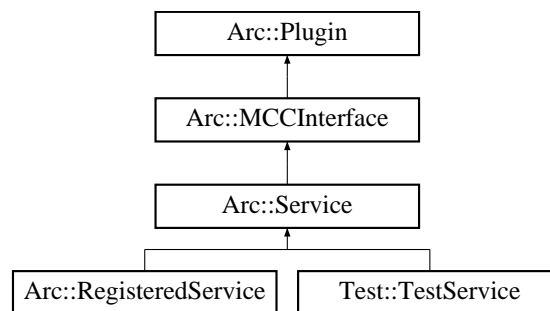 Arc::Plugin
Arc::MCCInterface
Arc::Service
Arc::RegisteredService
Test::TestService